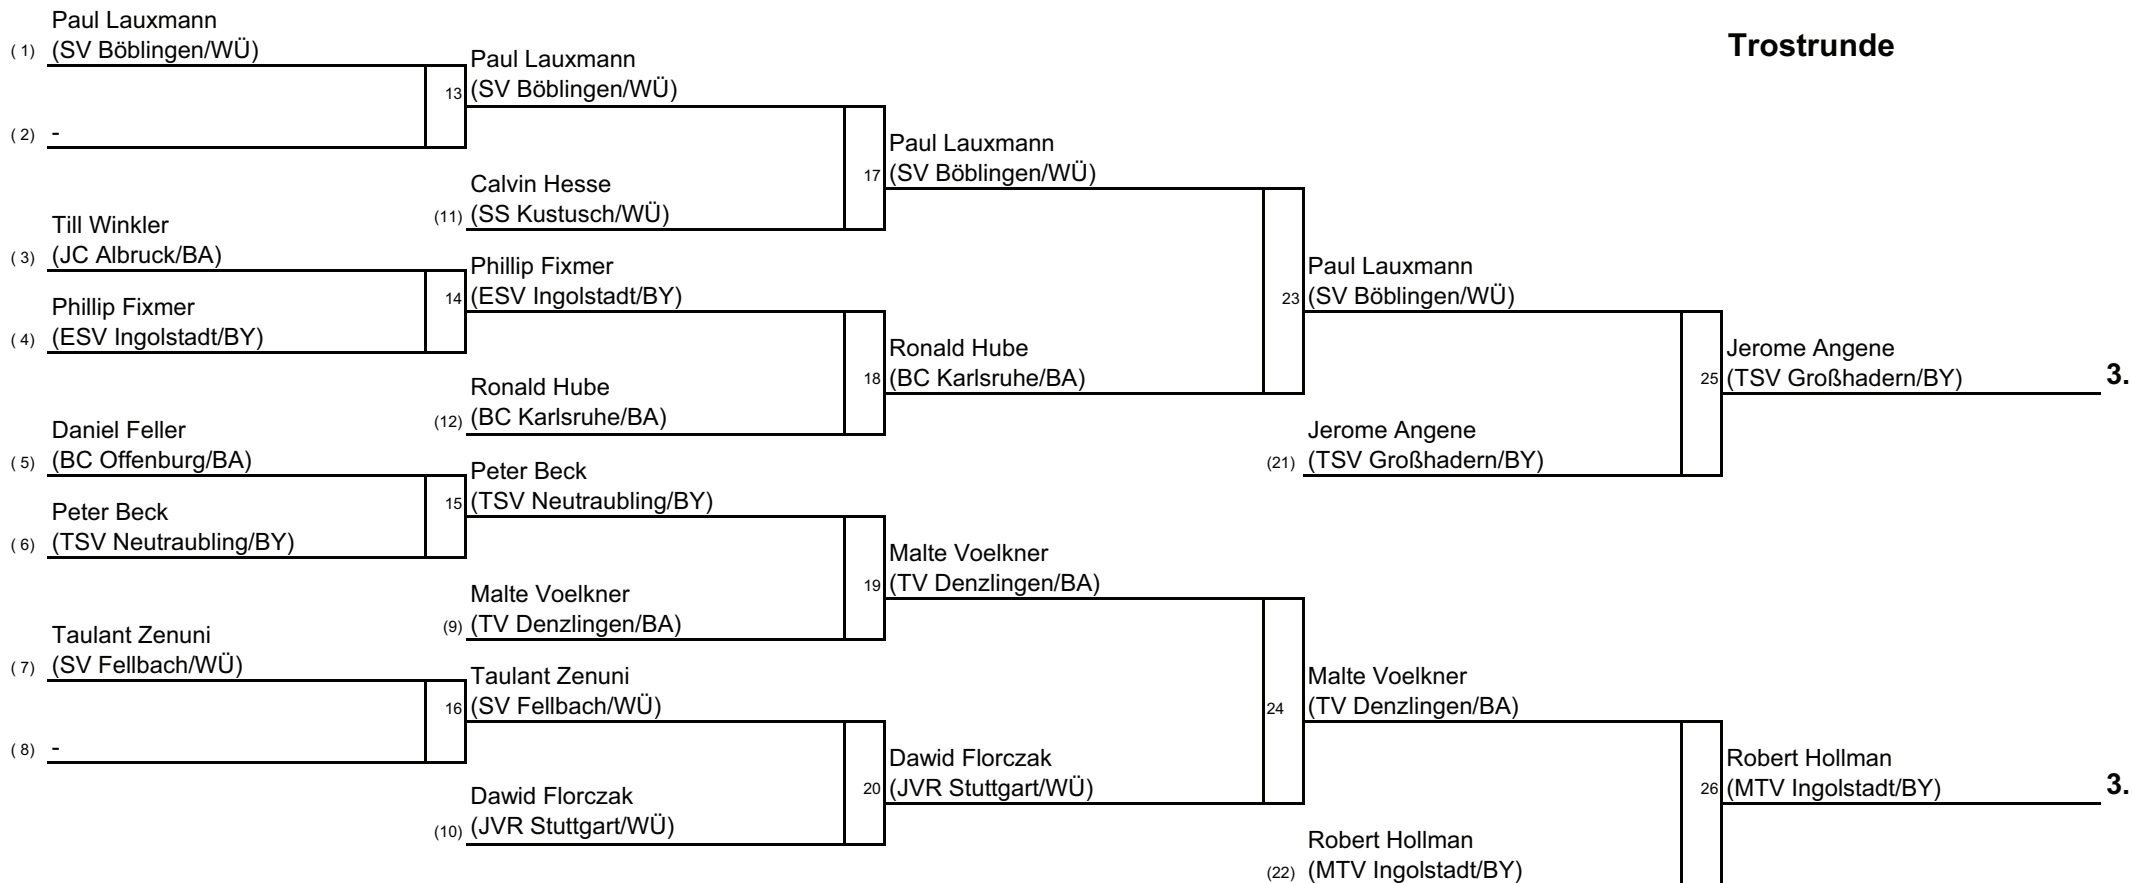 Trostrunde
Paul Lauxmann
( 1) (SV Böblingen/WÜ)
( 2) -
Till Winkler
( 3) (JC Albruck/BA)
Phillip Fixmer
( 4) (ESV Ingolstadt/BY)
Daniel Feller
( 5) (BC Offenburg/BA)
Peter Beck
( 6) (TSV Neutraubling/BY)
Taulant Zenuni
( 7) (SV Fellbach/WÜ)
( 8) -
Paul Lauxmann
13 (SV Böblingen/WÜ)
Calvin Hesse
(11) (SS Kustusch/WÜ)
Phillip Fixmer
14 (ESV Ingolstadt/BY)
Ronald Hube
(12) (BC Karlsruhe/BA)
Peter Beck
15 (TSV Neutraubling/BY)
Malte Voelkner
(9) (TV Denzlingen/BA)
Taulant Zenuni
16 (SV Fellbach/WÜ)
Dawid Florczak
(10) (JVR Stuttgart/WÜ)
Paul Lauxmann
17 (SV Böblingen/WÜ)
Ronald Hube
18 (BC Karlsruhe/BA)
Malte Voelkner
19 (TV Denzlingen/BA)
Dawid Florczak
20 (JVR Stuttgart/WÜ)
Paul Lauxmann
23 (SV Böblingen/WÜ)
Jerome Angene
(21) (TSV Großhadern/BY)
Malte Voelkner
24 (TV Denzlingen/BA)
Robert Hollman
(22) (MTV Ingolstadt/BY)
Jerome Angene
25 (TSV Großhadern/BY) 3.
Robert Hollman
26 (MTV Ingolstadt/BY) 3.